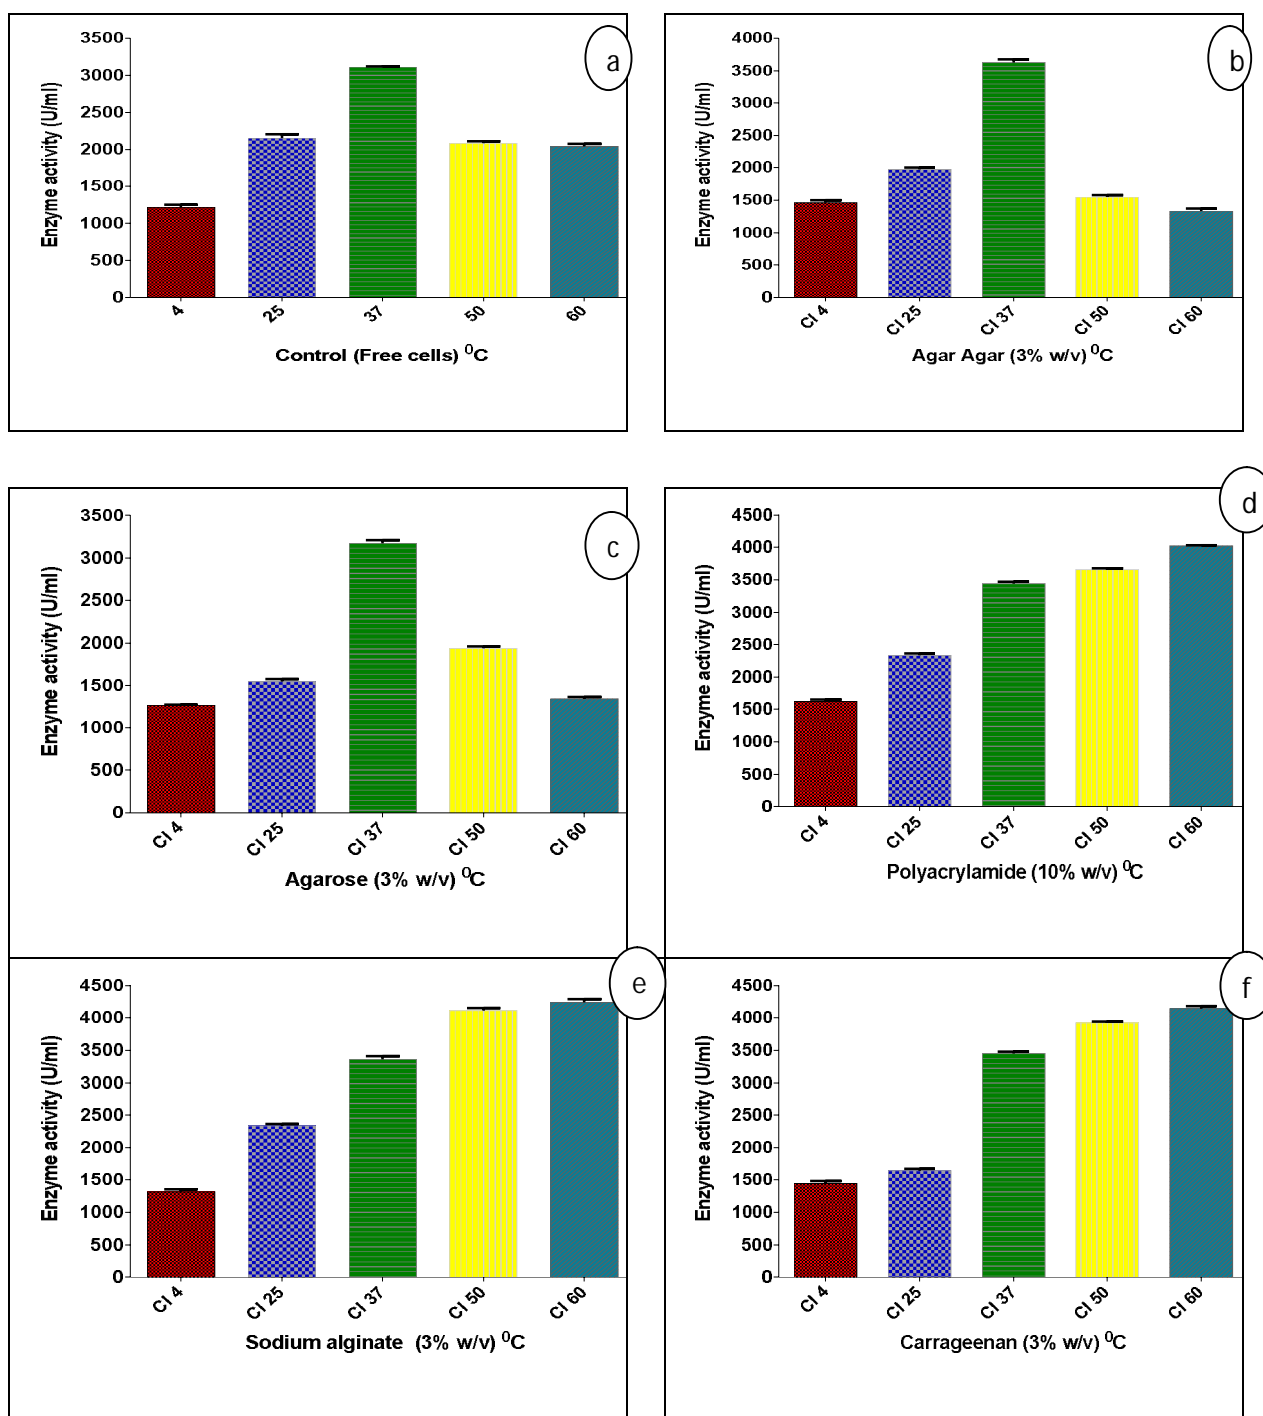 a
Enzyme activity (U/ml)
3500
3000
2500
2000
1500
1000
500
0
4 25 37 50 60
Control (Free cells) ⁰C
b
Enzyme activity (U/ml)
4000
3500
3000
2500
2000
1500
1000
500
0
CI 4 CI 25 CI 37 CI 50 CI 60
Agar Agar (3% w/v) ⁰C
c
Enzyme activity (U/ml)
3500
3000
2500
2000
1500
1000
500
0
CI 4 CI 25 CI 37 CI 50 CI 60
Agarose (3% w/v) ⁰C
d
Enzyme activity (U/ml)
4500
4000
3500
3000
2500
2000
1500
1000
500
0
CI 4 CI 25 CI 37 CI 50 CI 60
Polyacrylamide (10% w/v) ⁰C
e
Enzyme activity (U/ml)
4500
4000
3500
3000
2500
2000
1500
1000
500
0
CI 4 CI 25 CI 37 CI 50 CI 60
Sodium alginate (3% w/v) ⁰C
f
Enzyme activity (U/ml)
4500
4000
3500
3000
2500
2000
1500
1000
500
0
CI 4 CI 25 CI 37 CI 50 CI 60
Carrageenan (3% w/v) ⁰C